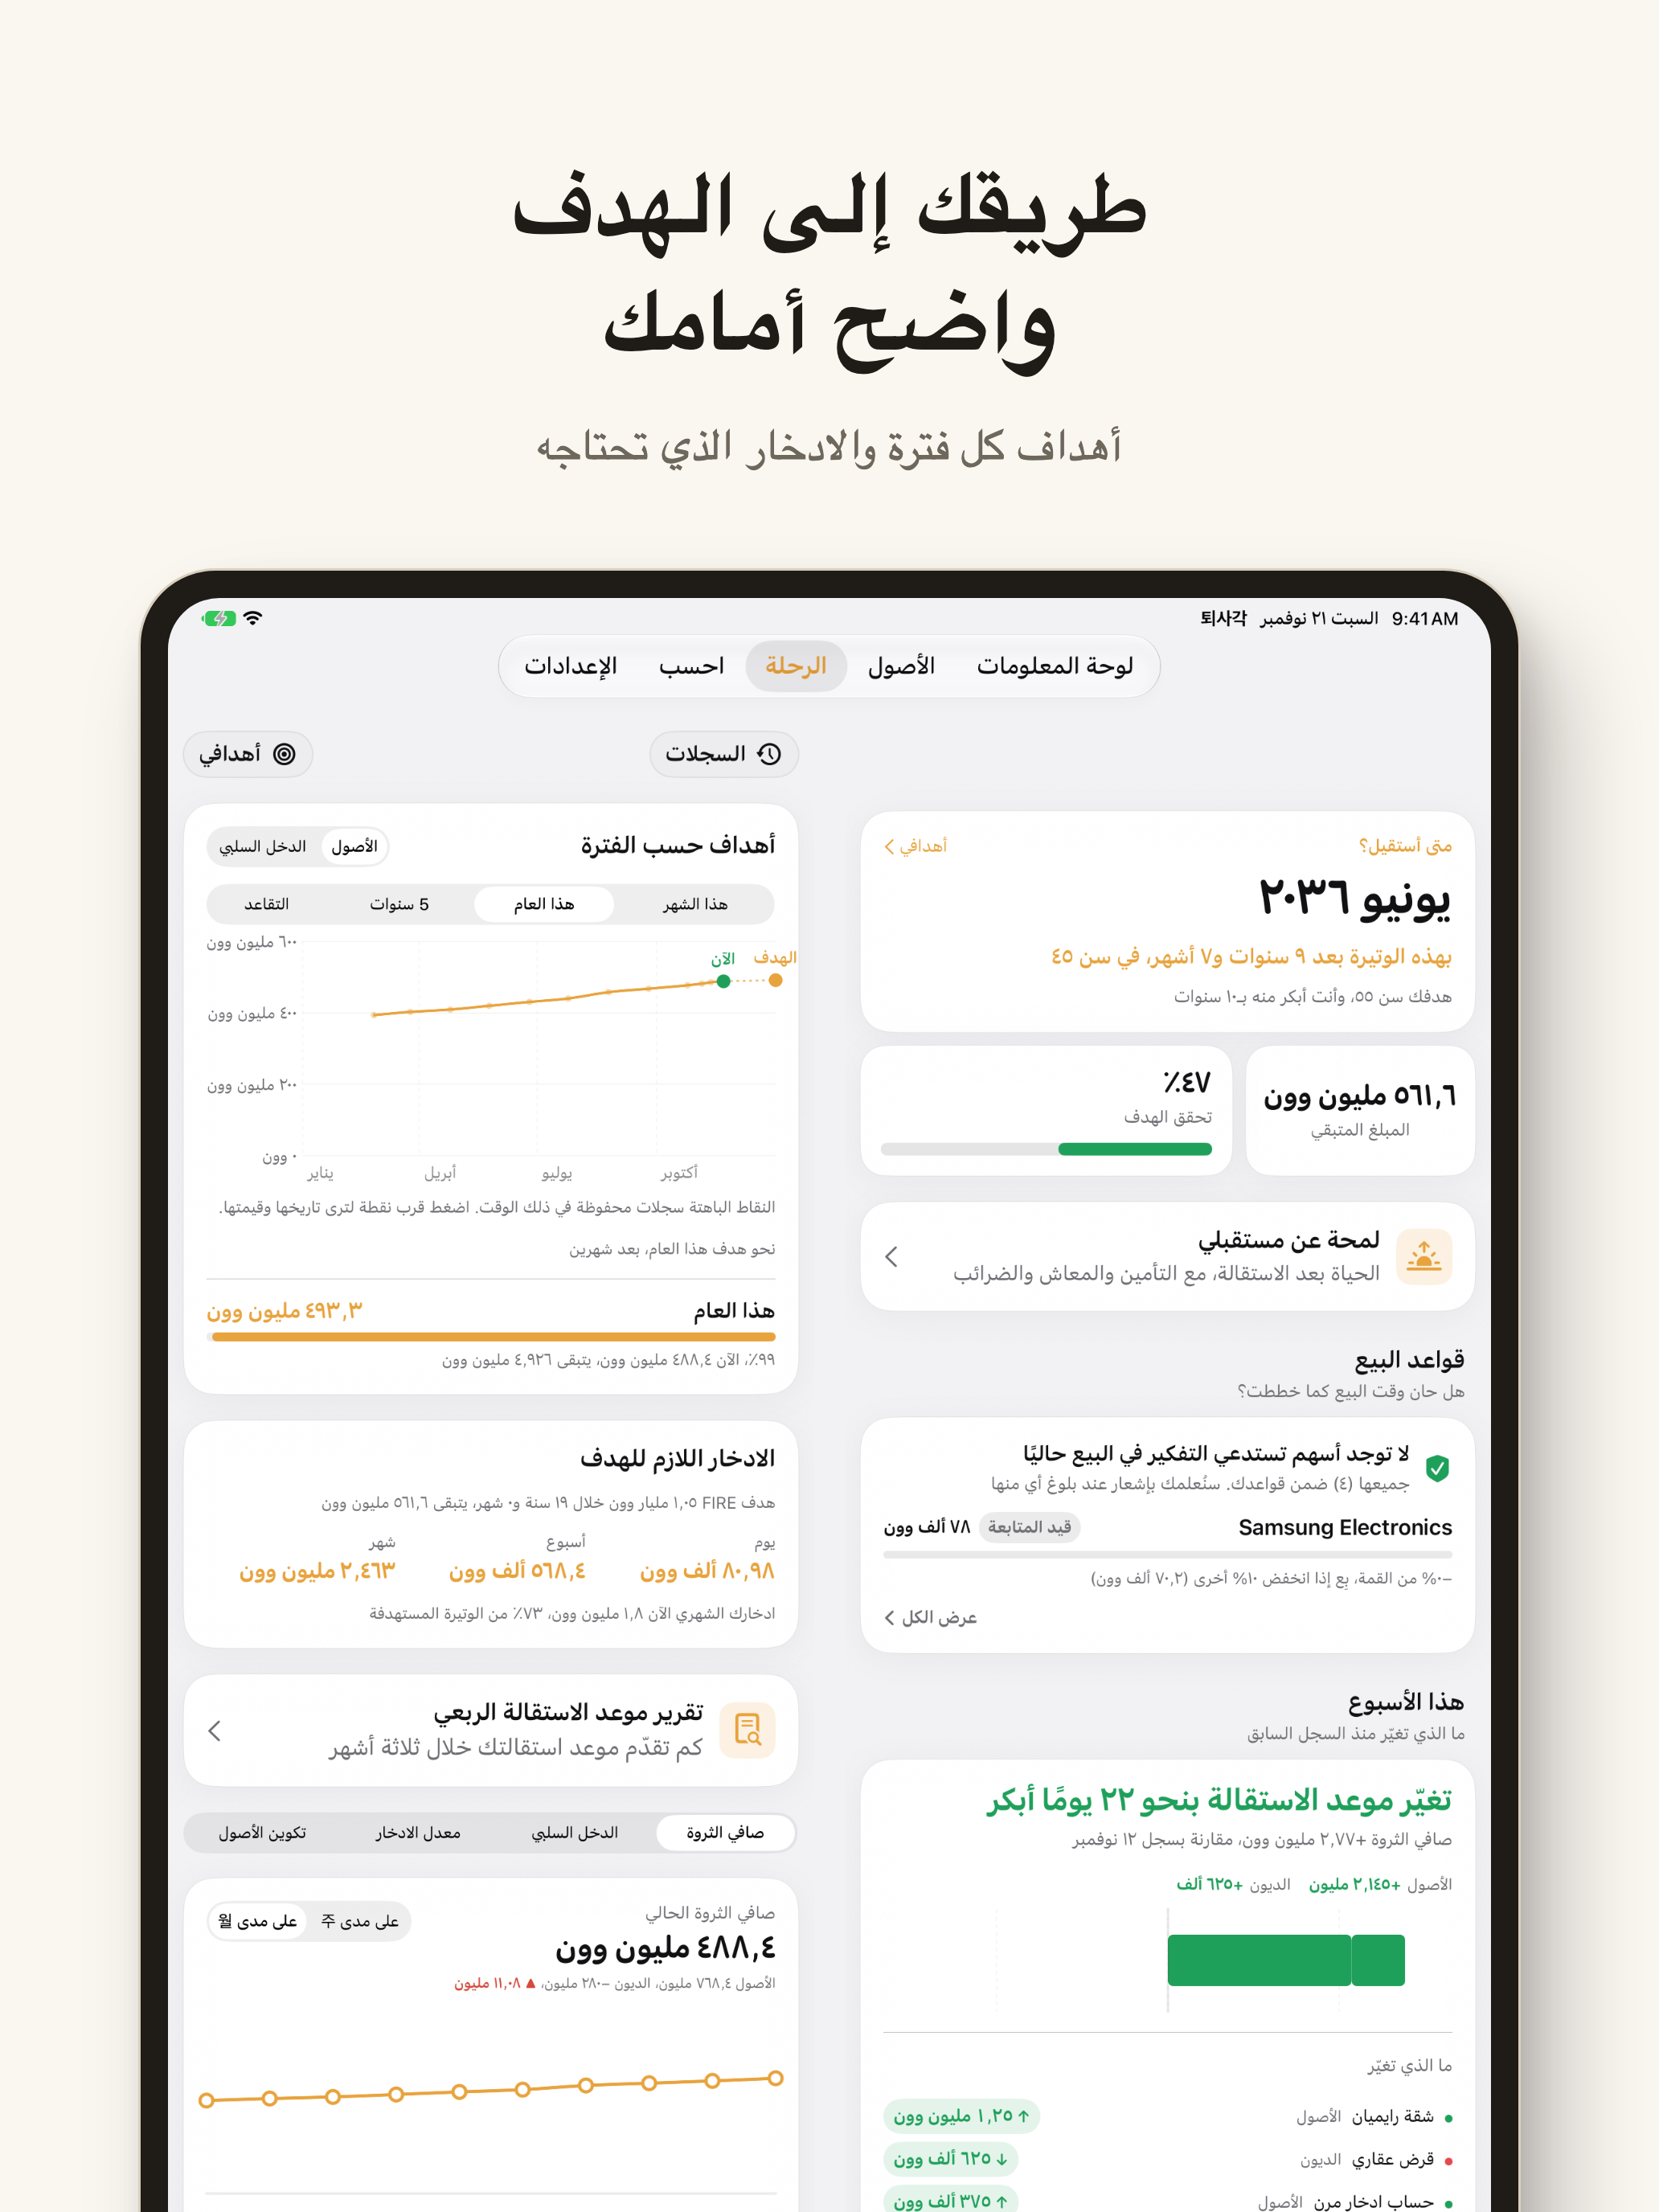 طريقك إلى الهدف
واضح أمامك
أهداف كل فترة والادخار الذي تحتاجه
9:41 AM السبت ٢١ نوفمبر 퇴사각
لوحة المعلومات الأصول الرحلة احسب الإعدادات
السجلات أهدافي
متى أستقيل؟ أهدافي
يونيو ٢٠٣٦
بهذه الوتيرة بعد ٩ سنوات و٧ أشهر، في سن ٤٥
هدفك سن ٥٥، وأنت أبكر منه بـ١٠ سنوات
٥٦١,٦ مليون وون
المبلغ المتبقي
٤٧٪
تحقق الهدف
لمحة عن مستقبلي
الحياة بعد الاستقالة، مع التأمين والمعاش والضرائب
قواعد البيع
هل حان وقت البيع كما خططت؟
لا توجد أسهم تستدعي التفكير في البيع حاليًا
جميعها (٤) ضمن قواعدك. سنُعلمك بإشعار عند بلوغ أي منها
Samsung Electronics قيد المتابعة ٧٨ ألف وون
−٠% من القمة، بِع إذا انخفض ١٠% أخرى (٧٠,٢ ألف وون)
عرض الكل
هذا الأسبوع
ما الذي تغيّر منذ السجل السابق
تغيّر موعد الاستقالة بنحو ٢٢ يومًا أبكر
صافي الثروة +٢,٧٧ مليون وون، مقارنة بسجل ١٢ نوفمبر
الأصول +٢,١٤٥ مليون الديون +٦٢٥ ألف
ما الذي تغيّر
شقة رايميان الأصول ↑ ١,٢٥ مليون وون
قرض عقاري الديون ↓ ٦٢٥ ألف وون
حساب ادخار مرن الأصول ↑ ٣٧٥ ألف وون
أهداف حسب الفترة الأصول الدخل السلبي
هذا الشهر هذا العام 5 سنوات التقاعد
٦٠٠ مليون وون
الهدف الآن
٤٠٠ مليون وون
٢٠٠ مليون وون
٠ وون
يناير أبريل يوليو أكتوبر
النقاط الباهتة سجلات محفوظة في ذلك الوقت. اضغط قرب نقطة لترى تاريخها وقيمتها.
نحو هدف هذا العام، بعد شهرين
هذا العام ٤٩٣,٣ مليون وون
٩٩٪، الآن ٤٨٨,٤ مليون وون، يتبقى ٤,٩٢٦ مليون وون
الادخار اللازم للهدف
هدف FIRE ١,٠٥ مليار وون خلال ١٩ سنة و٠ شهر، يتبقى ٥٦١,٦ مليون وون
يوم أسبوع شهر
٨٠,٩٨ ألف وون ٥٦٨,٤ ألف وون ٢,٤٦٣ مليون وون
ادخارك الشهري الآن ١,٨ مليون وون، ٧٣٪ من الوتيرة المستهدفة
تقرير موعد الاستقالة الربعي
كم تقدّم موعد استقالتك خلال ثلاثة أشهر
صافي الثروة الدخل السلبي معدل الادخار تكوين الأصول
صافي الثروة الحالي على مدى 주 على مدى 월
٤٨٨,٤ مليون وون
الأصول ٧٦٨,٤ مليون، الديون −٢٨٠ مليون، ▲ ١١,٠٨ مليون